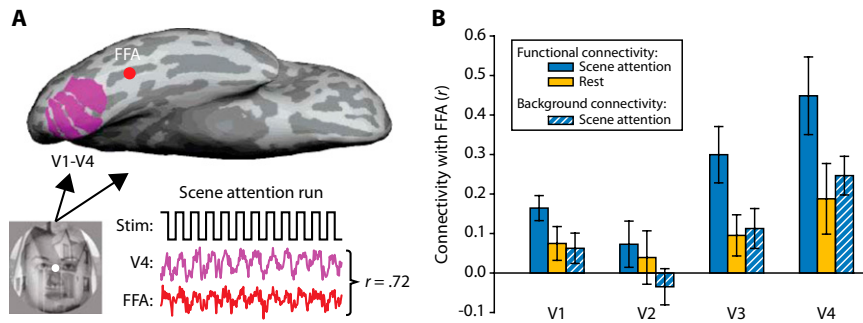 A
FFA
V1-V4
Scene attention run
Stim:
V4:
FFA:
r = .72
B
Connectivity with FFA (r)
0.6
0.5
0.4
0.3
0.2
0.1
0.0
-0.1
Functional connectivity:
Scene attention
Rest
Background connectivity:
Scene attention
V1
V2
V3
V4